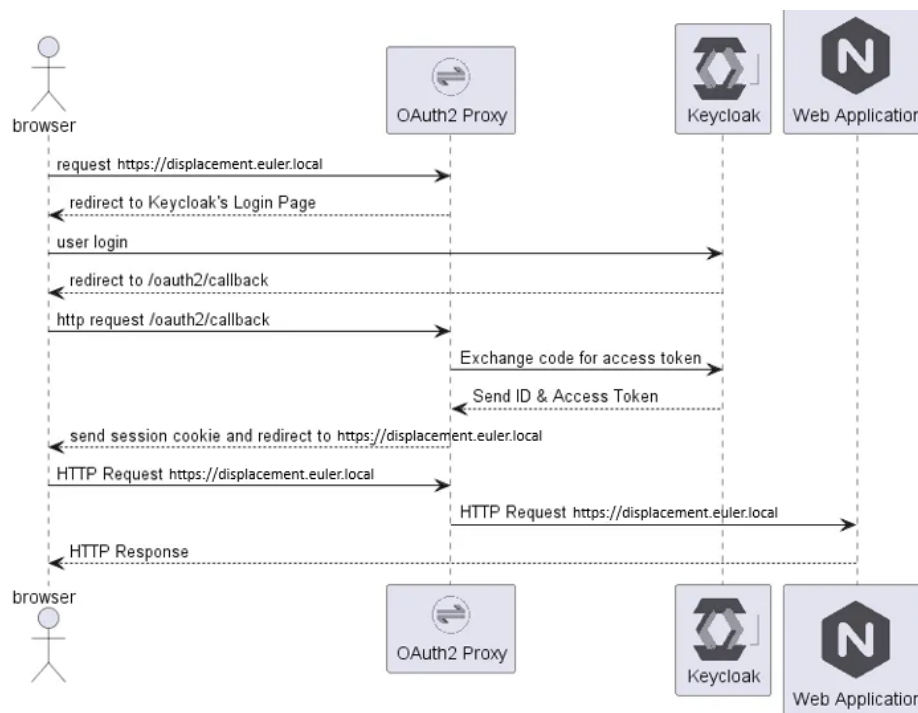 browser
OAuth2 Proxy
Keycloak
Web Application
request https://displacement.euler.local
redirect to Keycloak's Login Page
user login
redirect to /oauth2/callback
http request /oauth2/callback
Exchange code for access token
Send ID & Access Token
send session cookie and redirect to https://displacement.euler.local
HTTP Request https://displacement.euler.local
HTTP Request https://displacement.euler.local
HTTP Response
browser
OAuth2 Proxy
Keycloak
Web Application